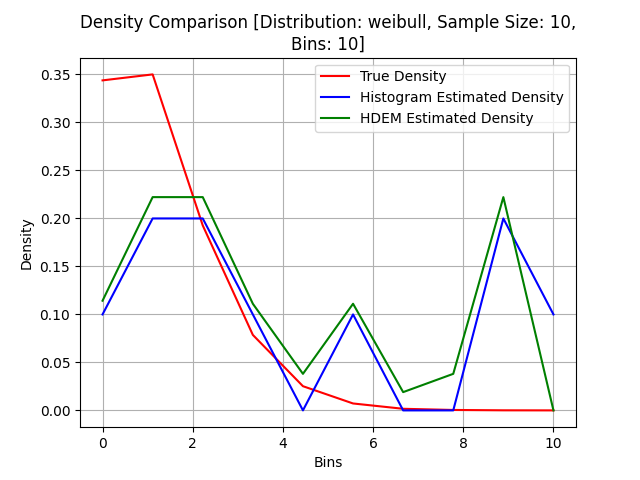 Density Comparison [Distribution: weibull, Sample Size: 10,
Bins: 10]
True Density
Histogram Estimated Density
HDEM Estimated Density
Density
0.35
0.30
0.25
0.20
0.15
0.10
0.05
0.00
0 2 4 6 8 10
Bins